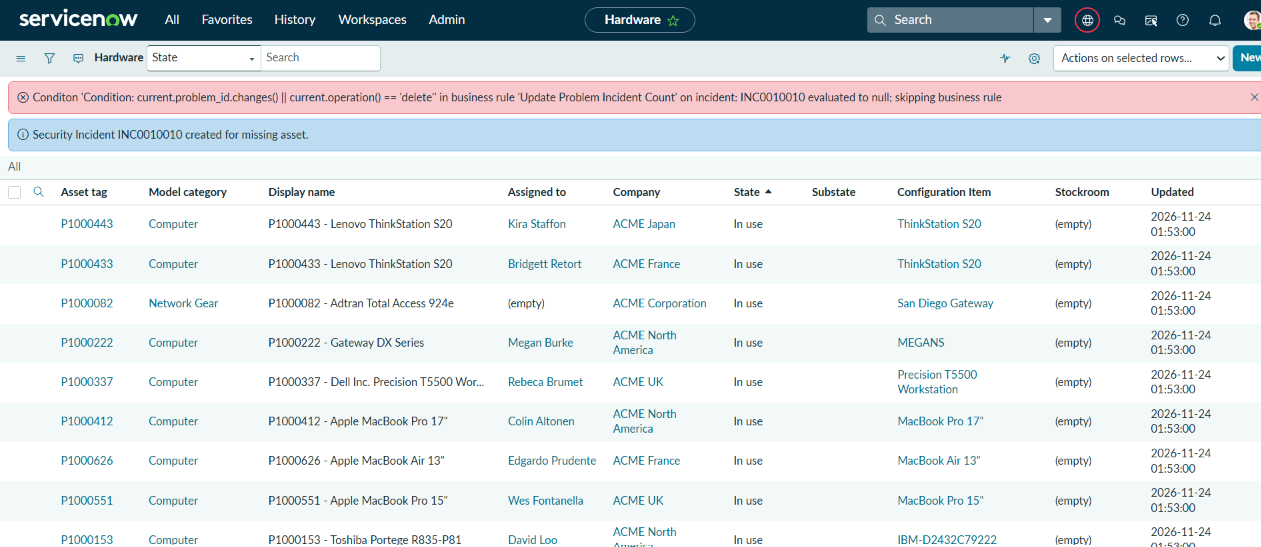 servicenow All Favorites History Workspaces Admin Hardware Search
Hardware State Search Actions on selected rows... New
Conditon 'Condition: current.problem_id.changes() || current.operation() == 'delete'' in business rule 'Update Problem Incident Count' on incident: INC0010010 evaluated to null; skipping business rule
Security Incident INC0010010 created for missing asset.
All
Asset tag Model category Display name Assigned to Company State Substate Configuration Item Stockroom Updated
P1000443 Computer P1000443 - Lenovo ThinkStation S20 Kira Staffon ACME Japan In use ThinkStation S20 (empty) 2026-11-24
01:53:00
P1000433 Computer P1000433 - Lenovo ThinkStation S20 Bridgett Retort ACME France In use ThinkStation S20 (empty) 2026-11-24
01:53:00
P1000082 Network Gear P1000082 - Adtran Total Access 924e (empty) ACME Corporation In use San Diego Gateway (empty) 2026-11-24
01:53:00
P1000222 Computer P1000222 - Gateway DX Series Megan Burke ACME North In use MEGANS (empty) 2026-11-24
America 01:53:00
P1000337 Computer P1000337 - Dell Inc. Precision T5500 Wor... Rebeca Brumet ACME UK In use Precision T5500 (empty) 2026-11-24
Workstation 01:53:00
P1000412 Computer P1000412 - Apple MacBook Pro 17" Colin Altonen ACME North In use MacBook Pro 17" (empty) 2026-11-24
America 01:53:00
P1000626 Computer P1000626 - Apple MacBook Air 13" Edgardo Prudente ACME France In use MacBook Air 13" (empty) 2026-11-24
01:53:00
P1000551 Computer P1000551 - Apple MacBook Pro 15" Wes Fontanella ACME UK In use MacBook Pro 15" (empty) 2026-11-24
01:53:00
P1000153 Computer P1000153 - Toshiba Portege R835-P81 David Loo ACME North In use IBM-D2432C79222 (empty) 2026-11-24